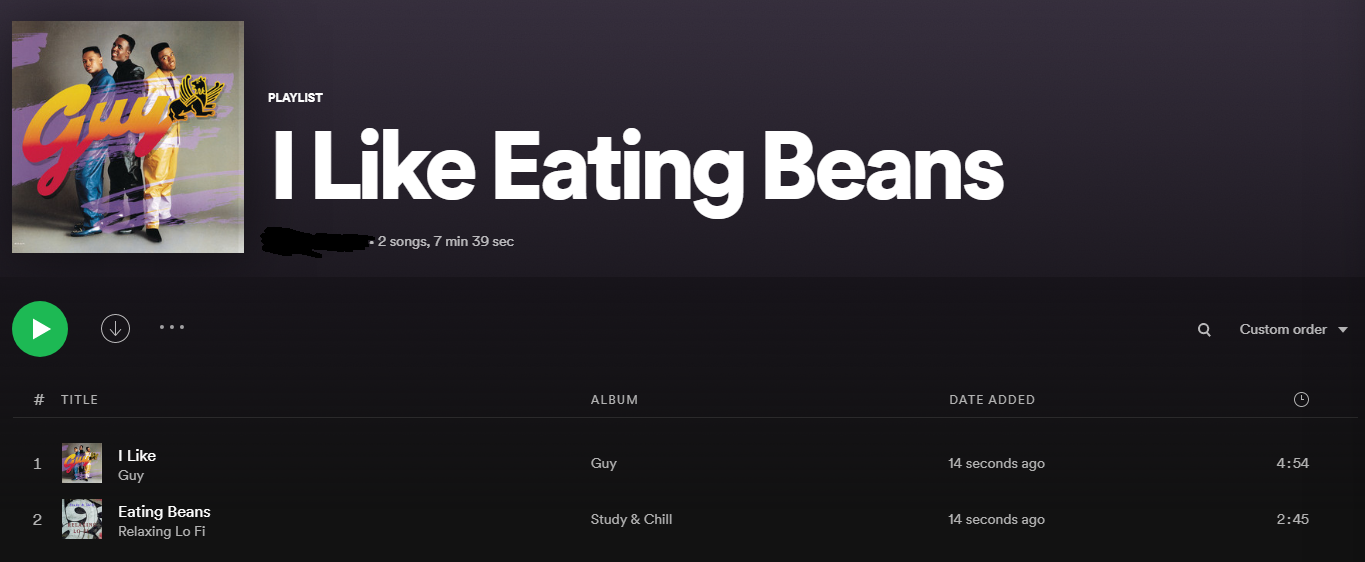 Guy
PLAYLIST
I Like Eating Beans
• 2 songs, 7 min 39 sec
Custom order
# TITLE ALBUM DATE ADDED
1 I Like Guy 14 seconds ago 4:54
Guy
2 Eating Beans Study & Chill 14 seconds ago 2:45
Relaxing Lo Fi